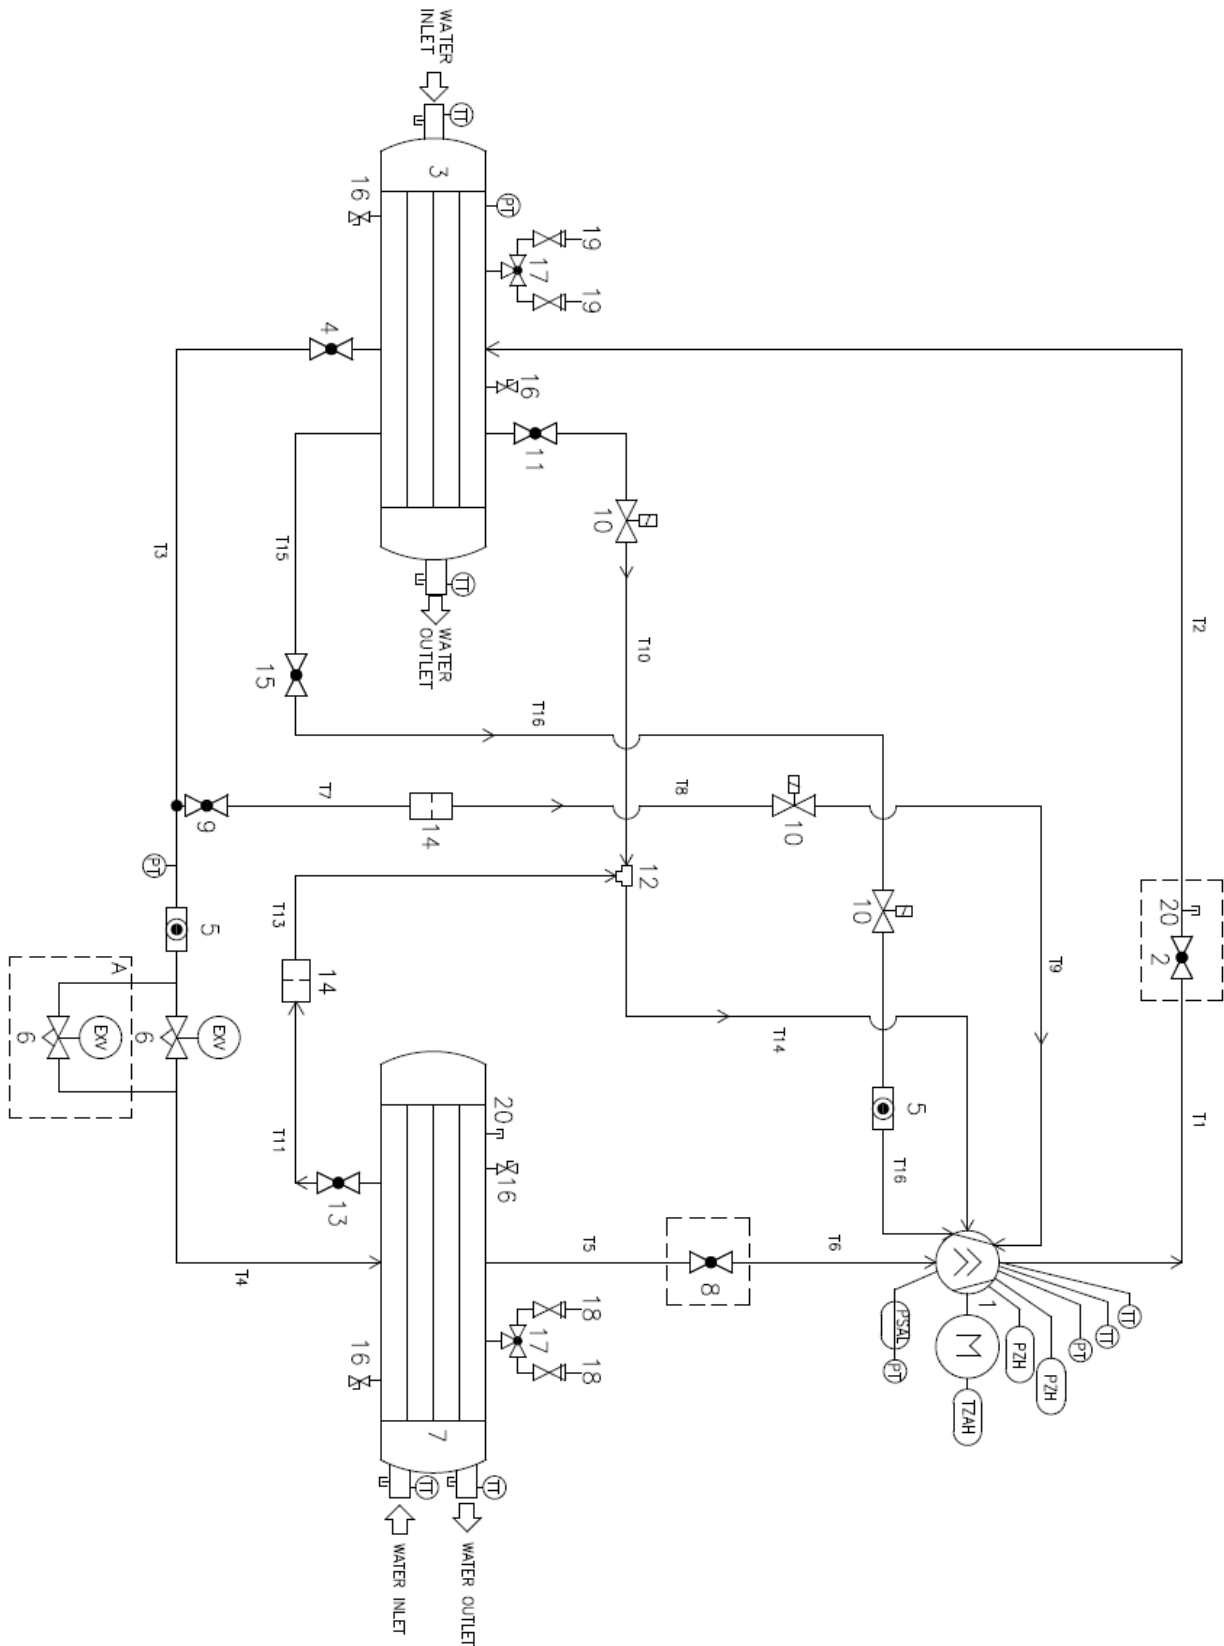 WATER
INLET
TT
3
16
PT
19
17
19
4
16
11
10
T3
T15
TT
WATER
OUTLET
T10
T2
15
T16
T7
14
T8
10
9
PT
12
5
T13
14
10
20
2
T9
A
6
EXV
6
EXV
T14
T1
5
T11
20
16
13
T16
T4
T5
8
T6
16
18
17
18
7
1
M
PSAL
PT
PZH
PZH
PT
TT
TT
TZAH
TT
TT
WATER INLET
WATER OUTLET